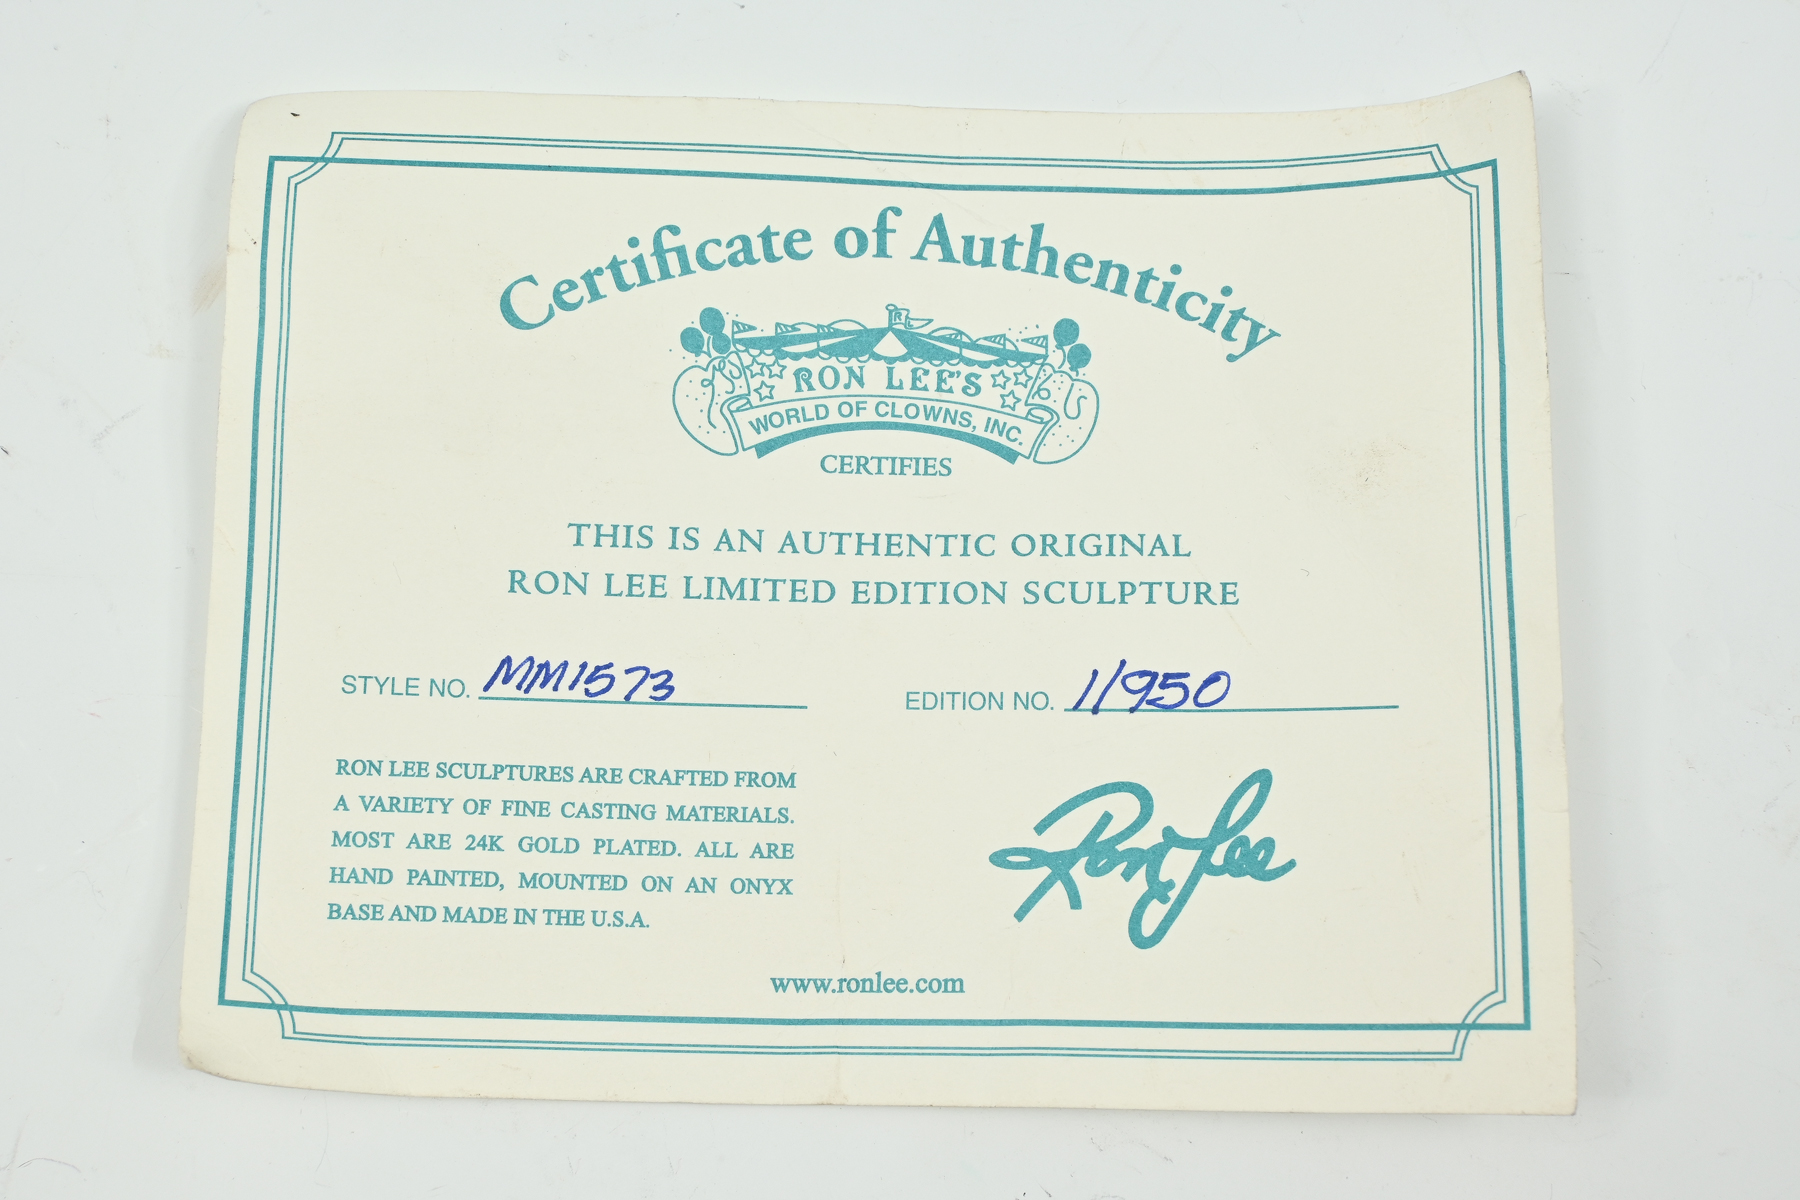 Certificate of Authenticity
RL
RON LEE'S
WORLD OF CLOWNS, INC.
CERTIFIES
THIS IS AN AUTHENTIC ORIGINAL
RON LEE LIMITED EDITION SCULPTURE
STYLE NO. MM1573
EDITION NO. 1/950
RON LEE SCULPTURES ARE CRAFTED FROM
A VARIETY OF FINE CASTING MATERIALS.
MOST ARE 24K GOLD PLATED. ALL ARE
HAND PAINTED, MOUNTED ON AN ONYX
BASE AND MADE IN THE U.S.A.
Ron Lee
www.ronlee.com